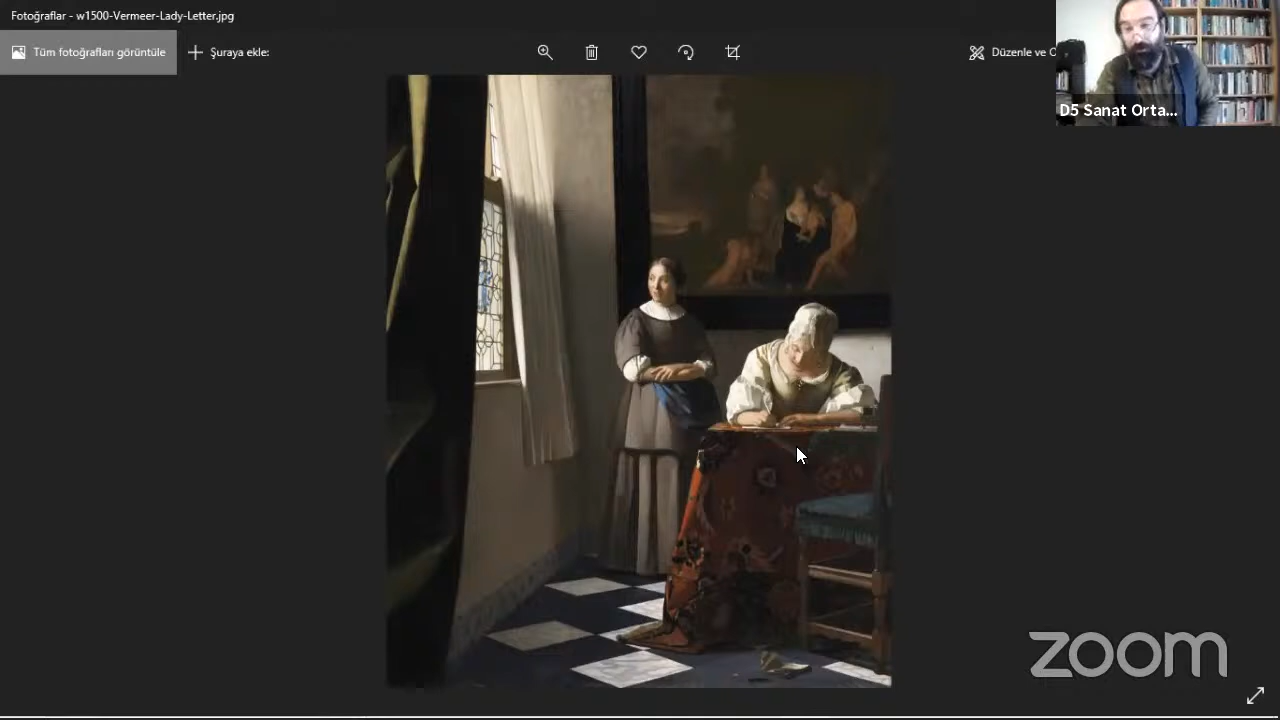 Fotoğraflar - w1500-Vermeer-Lady-Letter.jpg
Tüm fotoğrafları görüntüle
Şuraya ekle:
Düzenle ve O
D5 Sanat Orta...
zoom